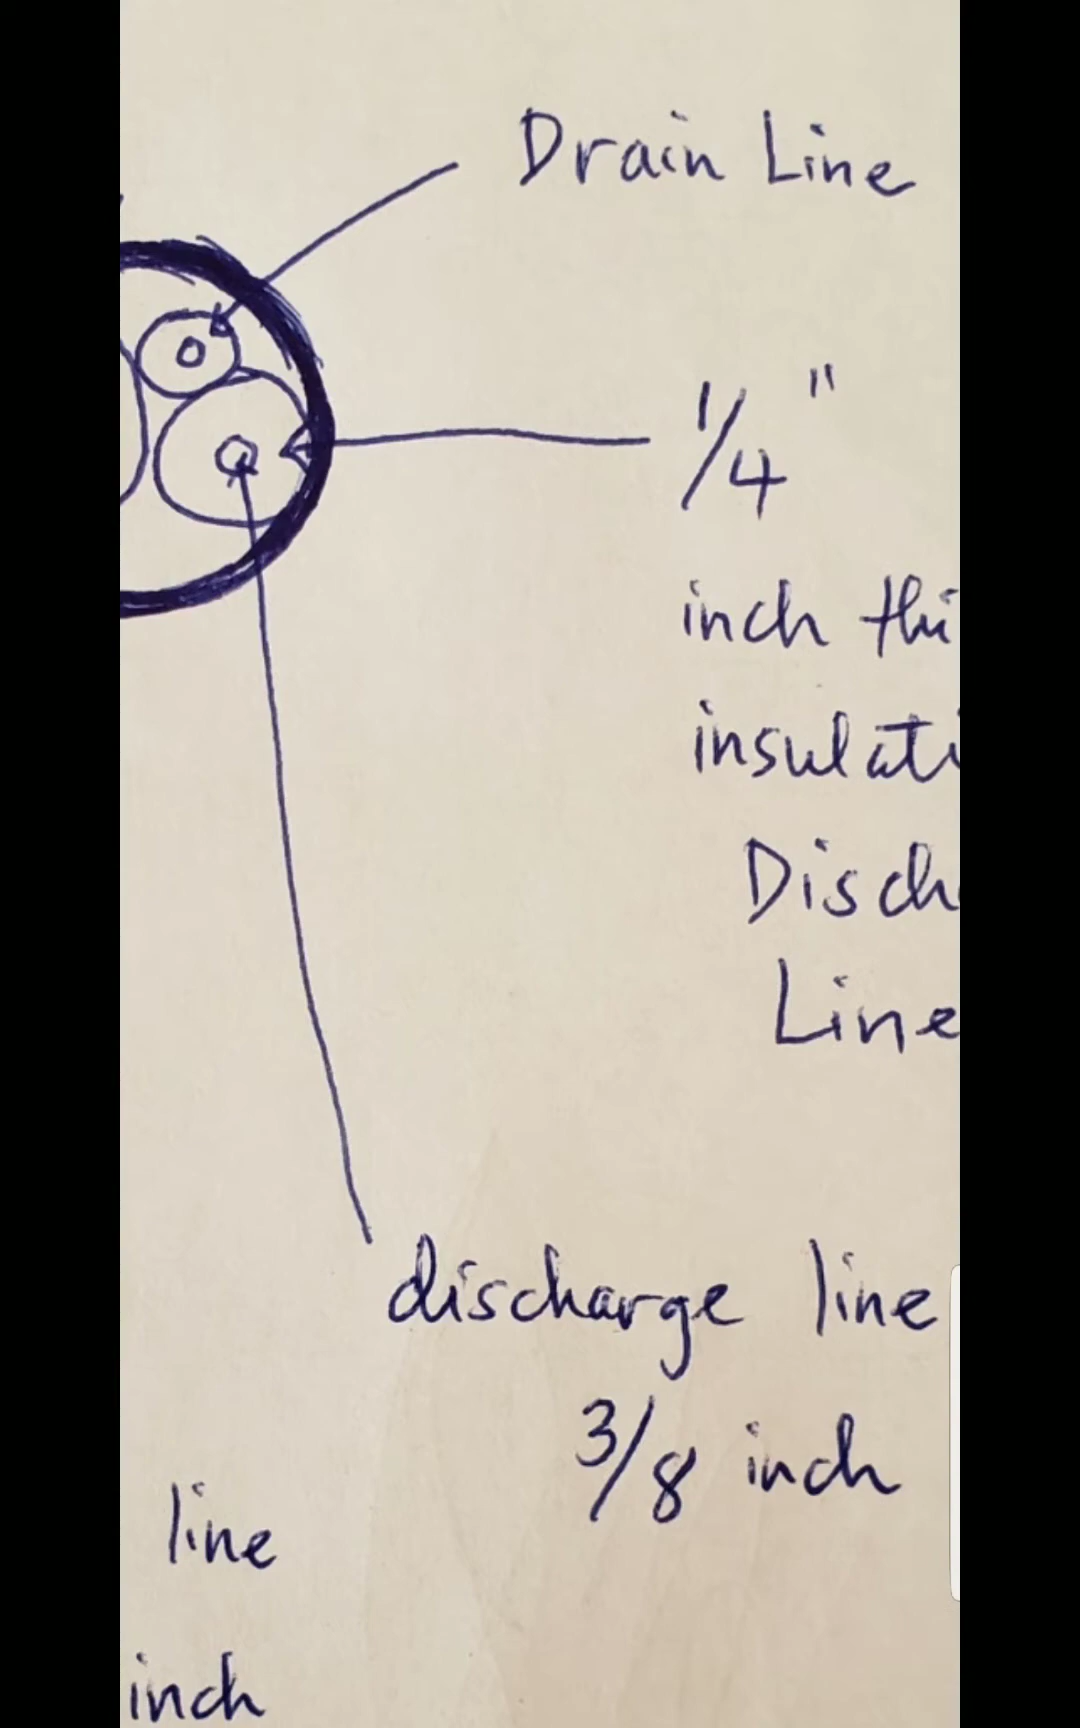 Drain Line
1/4 "
inch thi
insulati
Disch
Line
discharge line
3/8 inch
line
inch